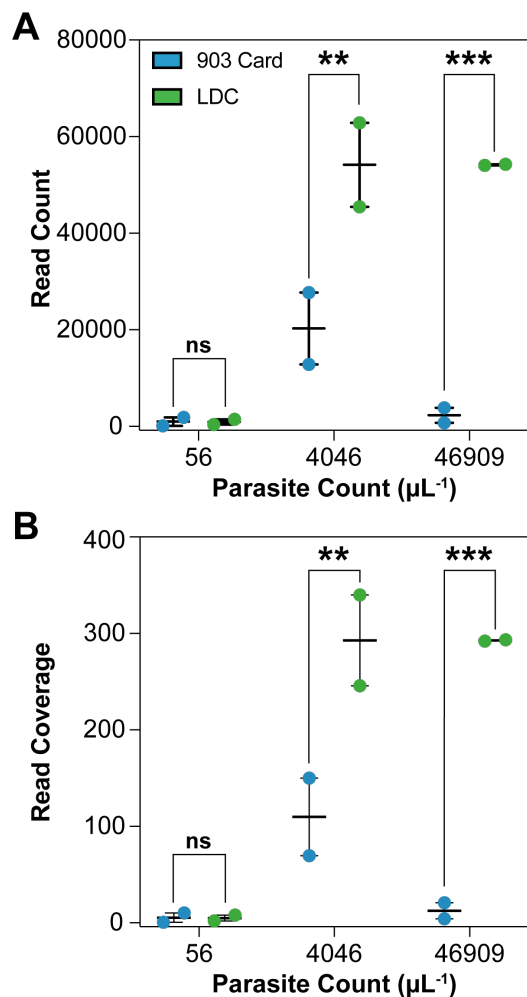 A
80000
60000
40000
20000
0
Read Count
903 Card
LDC
ns
**
***
56
4046
46909
Parasite Count (µL⁻¹)
B
400
300
200
100
0
Read Coverage
ns
**
***
56
4046
46909
Parasite Count (µL⁻¹)